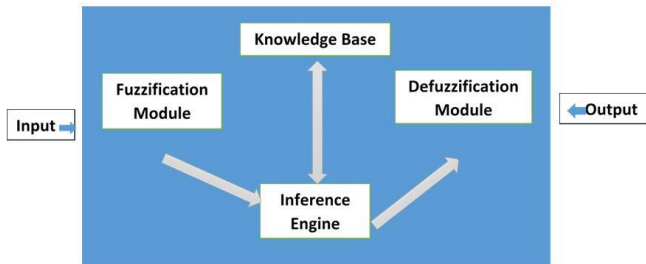 Knowledge Base
Fuzzification
Module
Defuzzification
Module
Input
Output
Inference
Engine